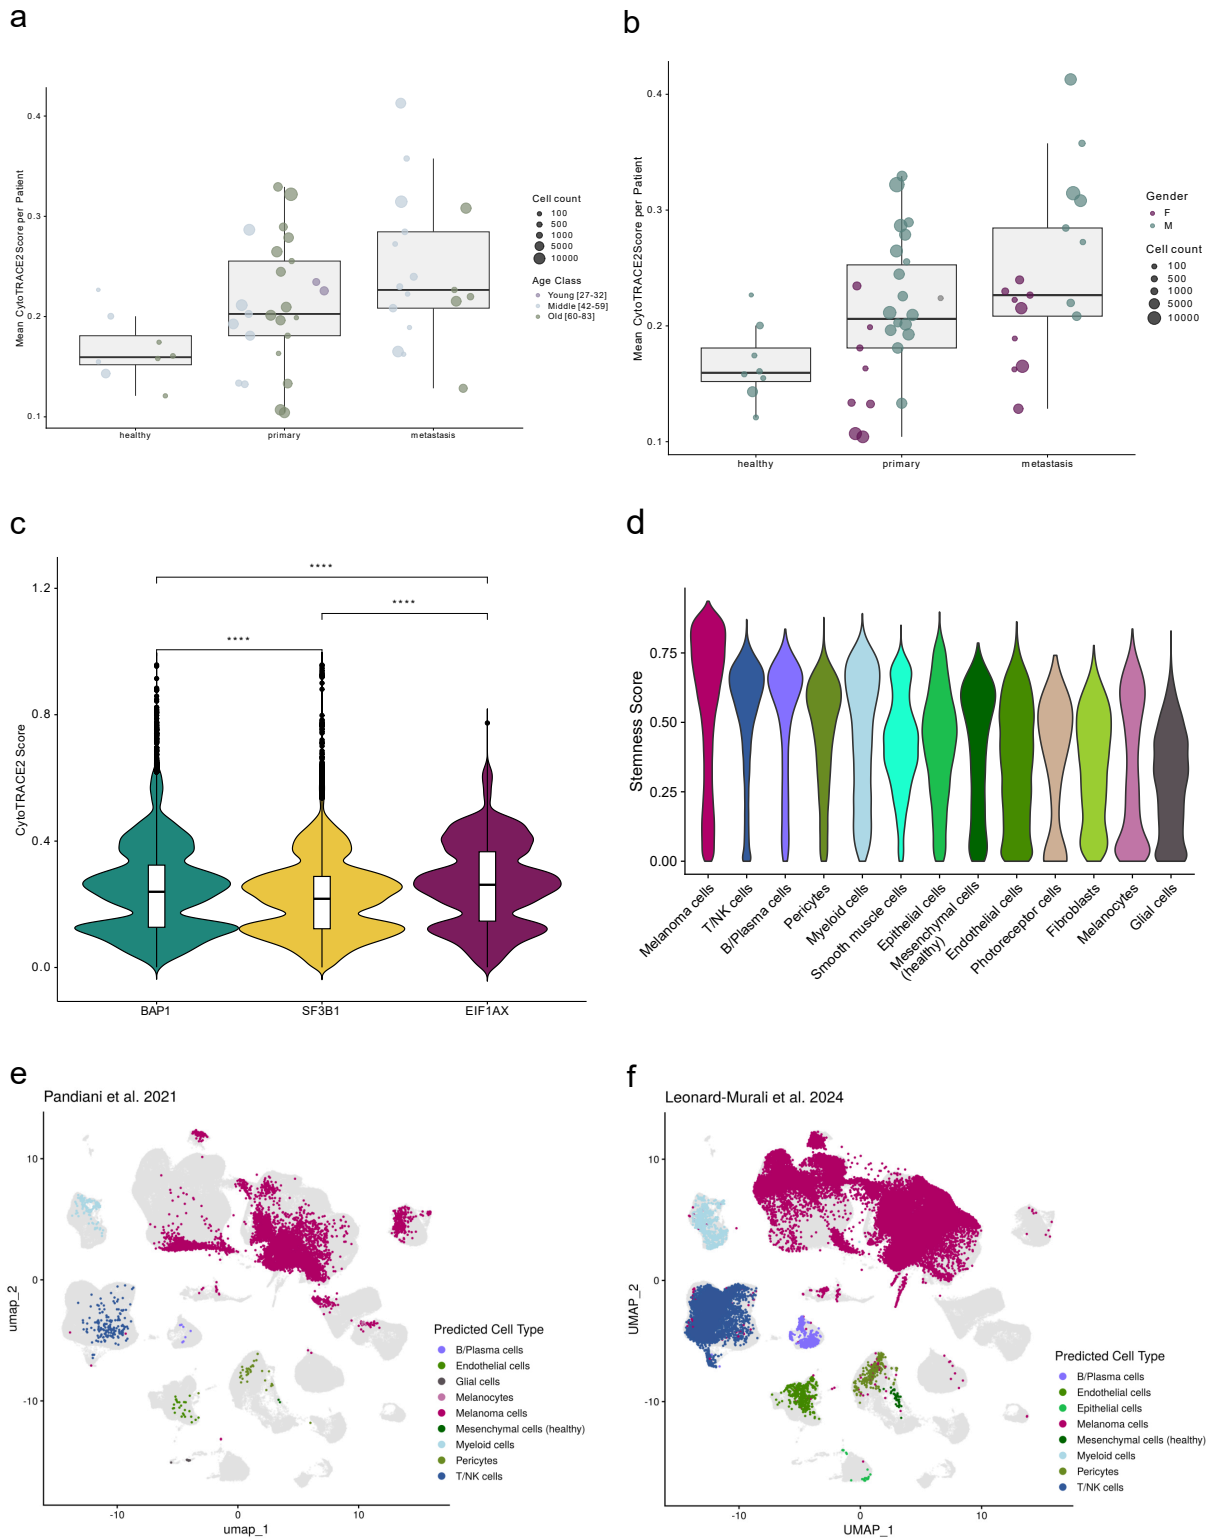 a
Mean CytoTRACE2Score per Patient
0.4
0.3
0.2
0.1
healthy
primary
metastasis
Cell count
100
500
1000
5000
10000
Age Class
Young [27-32]
Middle [42-59]
Old [60-83]
b
Mean CytoTRACE2Score per Patient
0.4
0.3
0.2
0.1
healthy
primary
metastasis
Gender
F
M
Cell count
100
500
1000
5000
10000
c
CytoTRACE2 Score
1.2
0.8
0.4
0.0
****
****
****
BAP1
SF3B1
EIF1AX
d
Stemness Score
0.75
0.50
0.25
0.00
Melanoma cells
T/NK cells
B/Plasma cells
Pericytes
Myeloid cells
Smooth muscle cells
Epithelial cells
Mesenchymal cells
(healthy)
Endothelial cells
Photoreceptor cells
Fibroblasts
Melanocytes
Glial cells
e
Pandiani et al. 2021
umap_2
10
0
-10
-10
0
10
umap_1
Predicted Cell Type
B/Plasma cells
Endothelial cells
Glial cells
Melanocytes
Melanoma cells
Mesenchymal cells (healthy)
Myeloid cells
Pericytes
T/NK cells
f
Leonard-Murali et al. 2024
UMAP_2
10
0
-10
-10
0
10
UMAP_1
Predicted Cell Type
B/Plasma cells
Endothelial cells
Epithelial cells
Melanoma cells
Mesenchymal cells (healthy)
Myeloid cells
Pericytes
T/NK cells